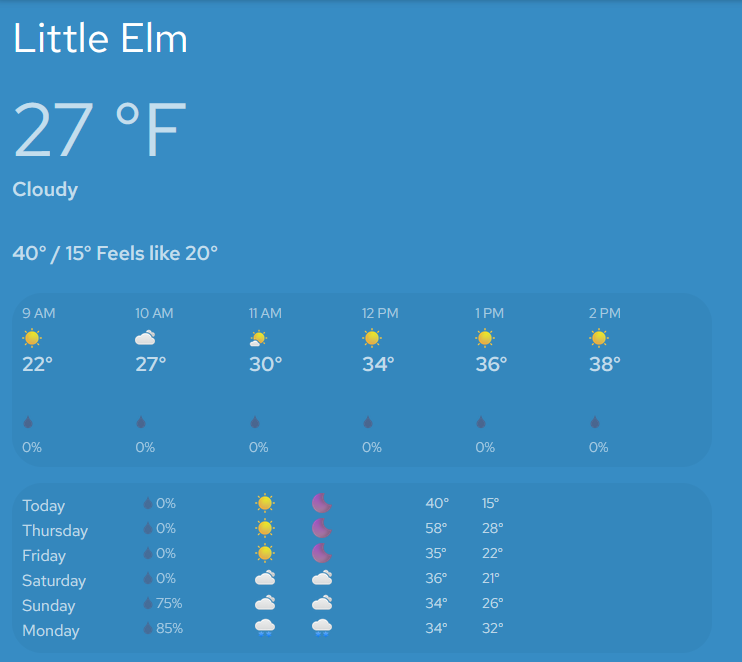 Little Elm
27 °F
Cloudy
40° / 15° Feels like 20°
9 AM 10 AM 11 AM 12 PM 1 PM 2 PM
22° 27° 30° 34° 36° 38°
0% 0% 0% 0% 0% 0%
Today 0% 40° 15°
Thursday 0% 58° 28°
Friday 0% 35° 22°
Saturday 0% 36° 21°
Sunday 75% 34° 26°
Monday 85% 34° 32°